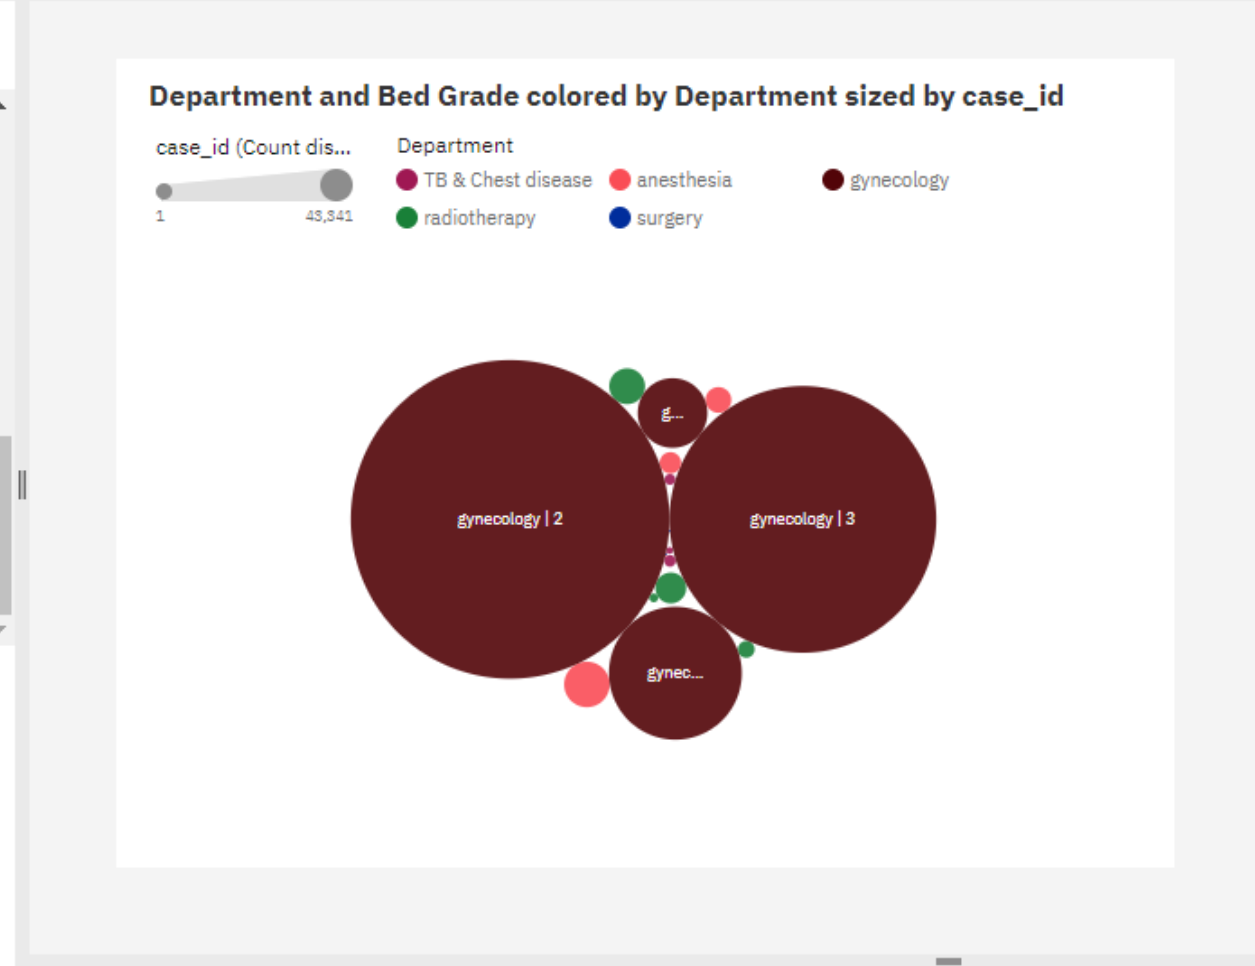 Department and Bed Grade colored by Department sized by case_id
case_id (Count dis...
Department
TB & Chest disease
anesthesia
gynecology
1
43,341
radiotherapy
surgery
g...
gynecology | 2
gynecology | 3
gynec...